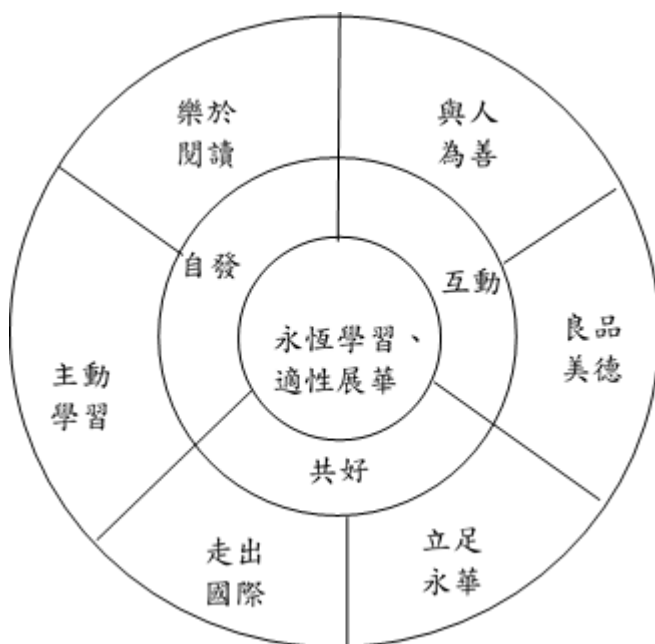 樂於
閱讀
與人
為善
自發
互動
永恆學習、
適性展華
良品
美德
主動
學習
共好
走出
國際
立足
永華